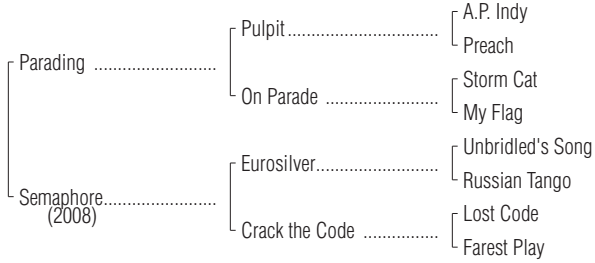 A.P. Indy
Pulpit..................................
Preach
Parading ...........................
Storm Cat
On Parade .........................
My Flag
Unbridled's Song
Eurosilver...........................
Russian Tango
Semaphore.........................
(2008)
Lost Code
Crack the Code .................
Farest Play